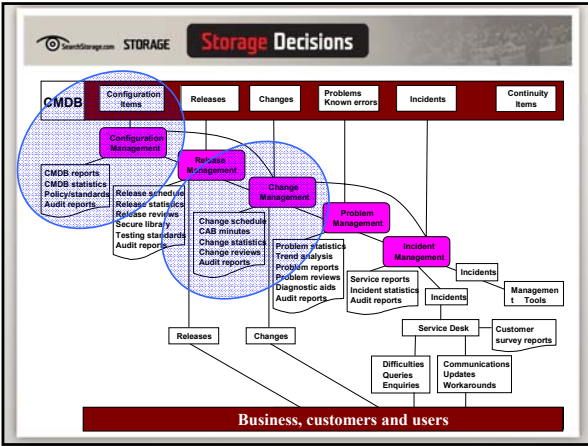 SearchStorage.com STORAGE Storage Decisions
CMDB
Configuration
Items
Releases
Changes
Problems
Known errors
Incidents
Continuity
Items
Configuration
Management
CMDB reports
CMDB statistics
Policy/standards
Audit reports
Release
Management
Release schedule
Release statistics
Release reviews
Secure library
Testing standards
Audit reports
Change
Management
Change schedule
CAB minutes
Change statistics
Change reviews
Audit reports
Problem
Management
Problem statistics
Trend analysis
Problem reports
Problem reviews
Diagnostic aids
Audit reports
Incident
Management
Service reports
Incident statistics
Audit reports
Incidents
Incidents
Managemen
t Tools
Releases
Changes
Service Desk
Customer
survey reports
Difficulties
Queries
Enquiries
Communications
Updates
Workarounds
Business, customers and users